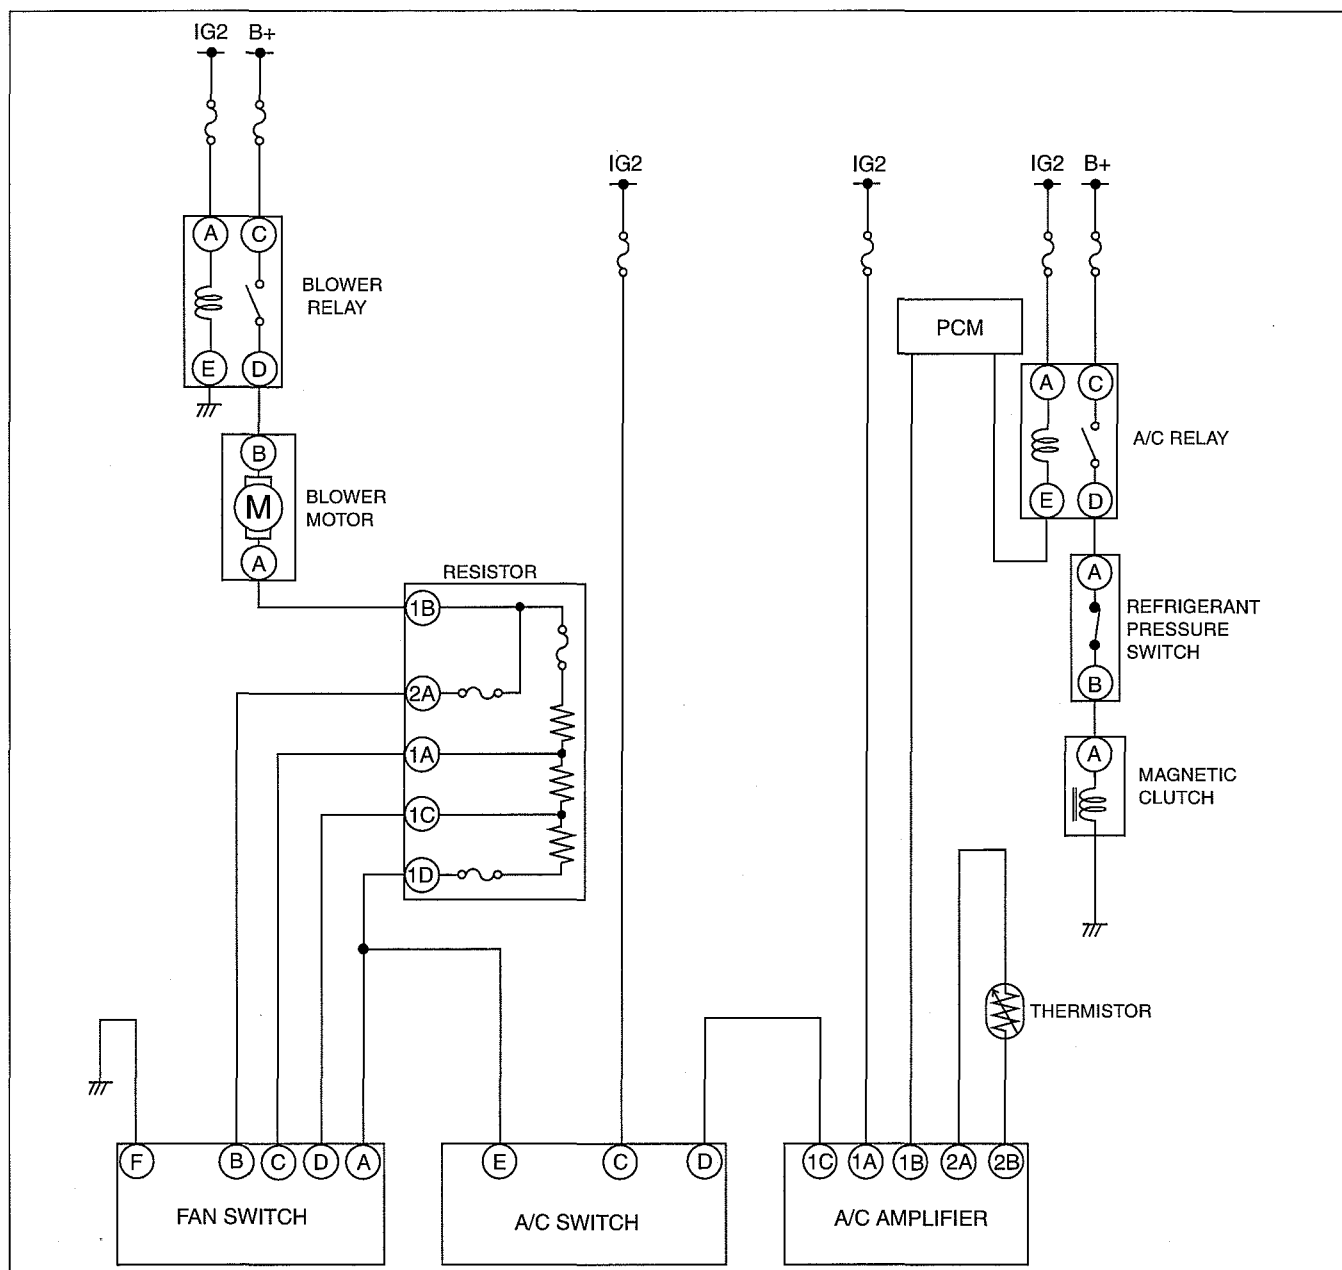 IG2 B+
IG2
IG2
IG2 B+
A C
BLOWER
RELAY
E D
PCM
A C
A/C RELAY
E D
B
M
BLOWER
MOTOR
A
RESISTOR
1B
2A
1A
1C
1D
A
REFRIGERANT
PRESSURE
SWITCH
B
A
MAGNETIC
CLUTCH
THERMISTOR
F B C D A
FAN SWITCH
E C D
A/C SWITCH
1C 1A 1B 2A 2B
A/C AMPLIFIER